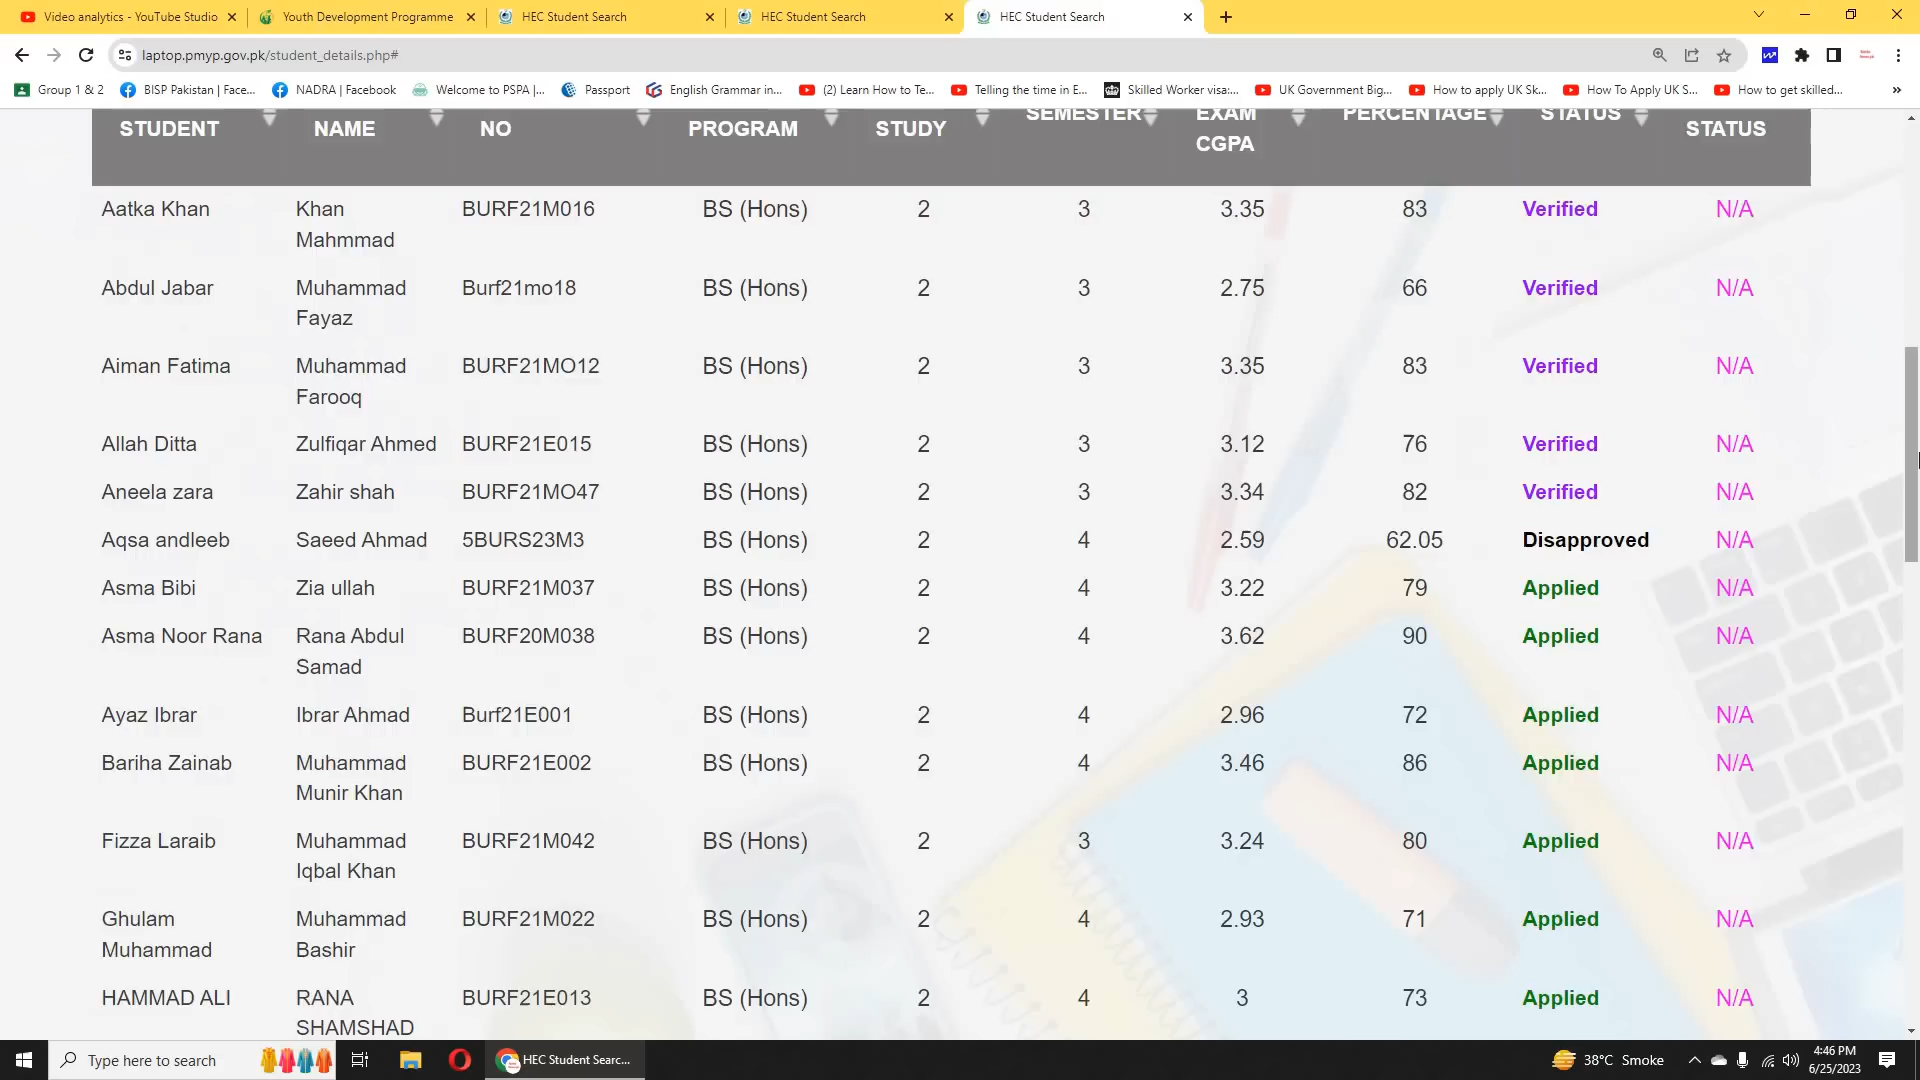 Video analytics - YouTube Studio
Youth Development Programme
HEC Student Search
HEC Student Search
HEC Student Search
laptop.pmyp.gov.pk/student_details.php#
Group 1 & 2
BISP Pakistan | Face...
NADRA | Facebook
Welcome to PSPA |...
Passport
English Grammar in...
(2) Learn How to Te...
Telling the time in E...
Skilled Worker visa:...
UK Government Big...
How to apply UK Sk...
How To Apply UK S...
How to get skilled...
STUDENT NAME NO PROGRAM STUDY SEMESTER EXAM CGPA PERCENTAGE STATUS STATUS
Aatka Khan Khan Mahmmad BURF21M016 BS (Hons) 2 3 3.35 83 Verified N/A
Abdul Jabar Muhammad Fayaz Burf21mo18 BS (Hons) 2 3 2.75 66 Verified N/A
Aiman Fatima Muhammad Farooq BURF21MO12 BS (Hons) 2 3 3.35 83 Verified N/A
Allah Ditta Zulfiqar Ahmed BURF21E015 BS (Hons) 2 3 3.12 76 Verified N/A
Aneela zara Zahir shah BURF21MO47 BS (Hons) 2 3 3.34 82 Verified N/A
Aqsa andleeb Saeed Ahmad 5BURS23M3 BS (Hons) 2 4 2.59 62.05 Disapproved N/A
Asma Bibi Zia ullah BURF21M037 BS (Hons) 2 4 3.22 79 Applied N/A
Asma Noor Rana Rana Abdul Samad BURF20M038 BS (Hons) 2 4 3.62 90 Applied N/A
Ayaz Ibrar Ibrar Ahmad Burf21E001 BS (Hons) 2 4 2.96 72 Applied N/A
Bariha Zainab Muhammad Munir Khan BURF21E002 BS (Hons) 2 4 3.46 86 Applied N/A
Fizza Laraib Muhammad Iqbal Khan BURF21M042 BS (Hons) 2 3 3.24 80 Applied N/A
Ghulam Muhammad Muhammad Bashir BURF21M022 BS (Hons) 2 4 2.93 71 Applied N/A
HAMMAD ALI RANA SHAMSHAD BURF21E013 BS (Hons) 2 4 3 73 Applied N/A
Type here to search
HEC Student Searc...
38°C Smoke
4:46 PM
6/25/2023